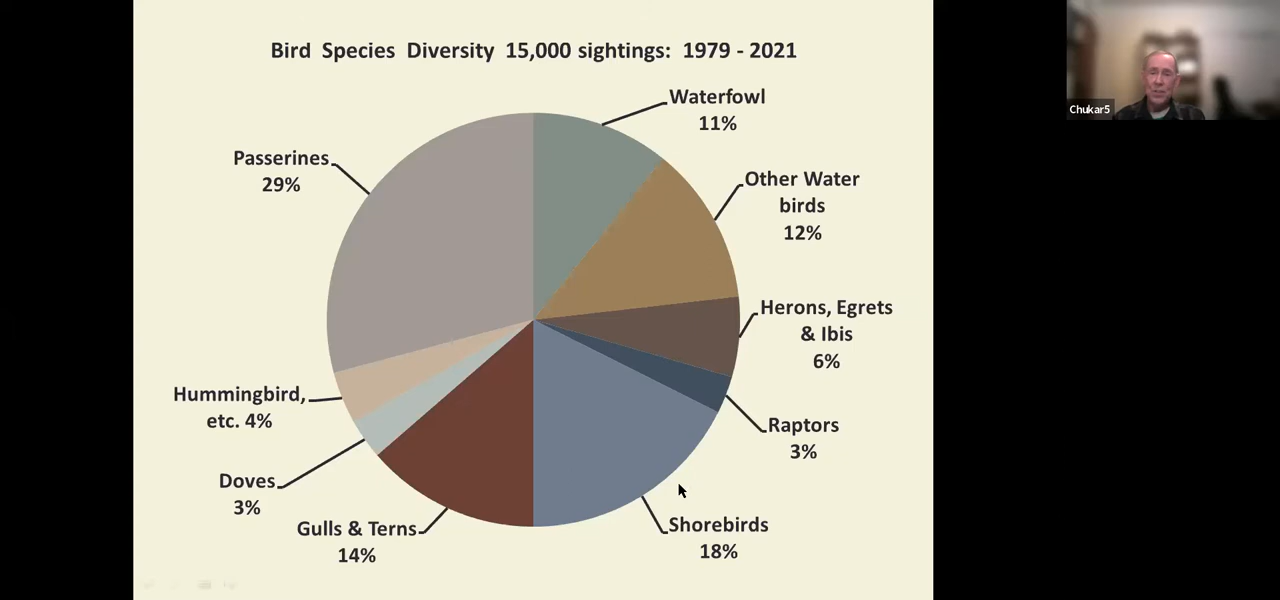 Bird Species Diversity 15,000 sightings: 1979 - 2021
Waterfowl
11%
Other Water
birds
12%
Herons, Egrets
& Ibis
6%
Raptors
3%
Shorebirds
18%
Gulls & Terns
14%
Doves
3%
Hummingbird,
etc. 4%
Passerines
29%
Chukar5